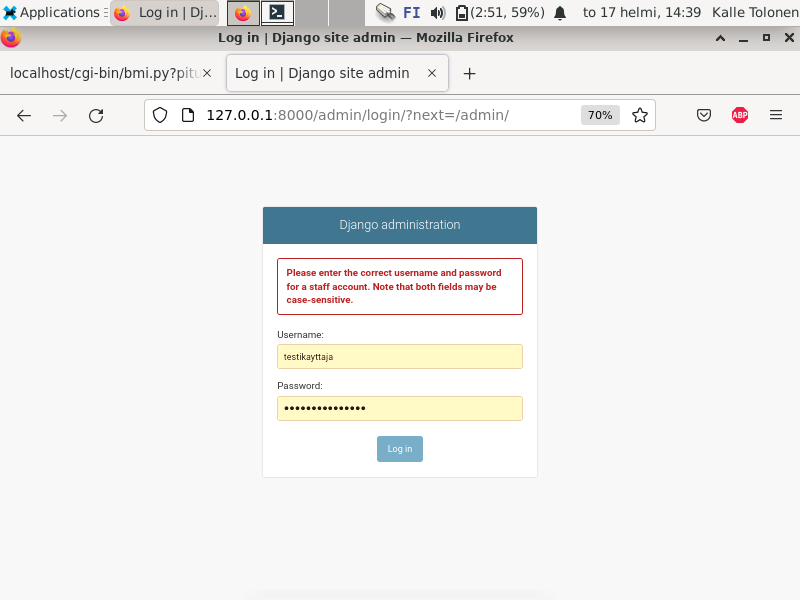 Applications
Log in | Dj...
FI
(2:51, 59%)
to 17 helmi, 14:39
Kalle Tolonen
Log in | Django site admin — Mozilla Firefox
localhost/cgi-bin/bmi.py?pitu
Log in | Django site admin
127.0.0.1:8000/admin/login/?next=/admin/
70%
ABP
Django administration
Please enter the correct username and password
for a staff account. Note that both fields may be
case-sensitive.
Username:
testikayttaja
Password:
•••••••••••••••
Log in